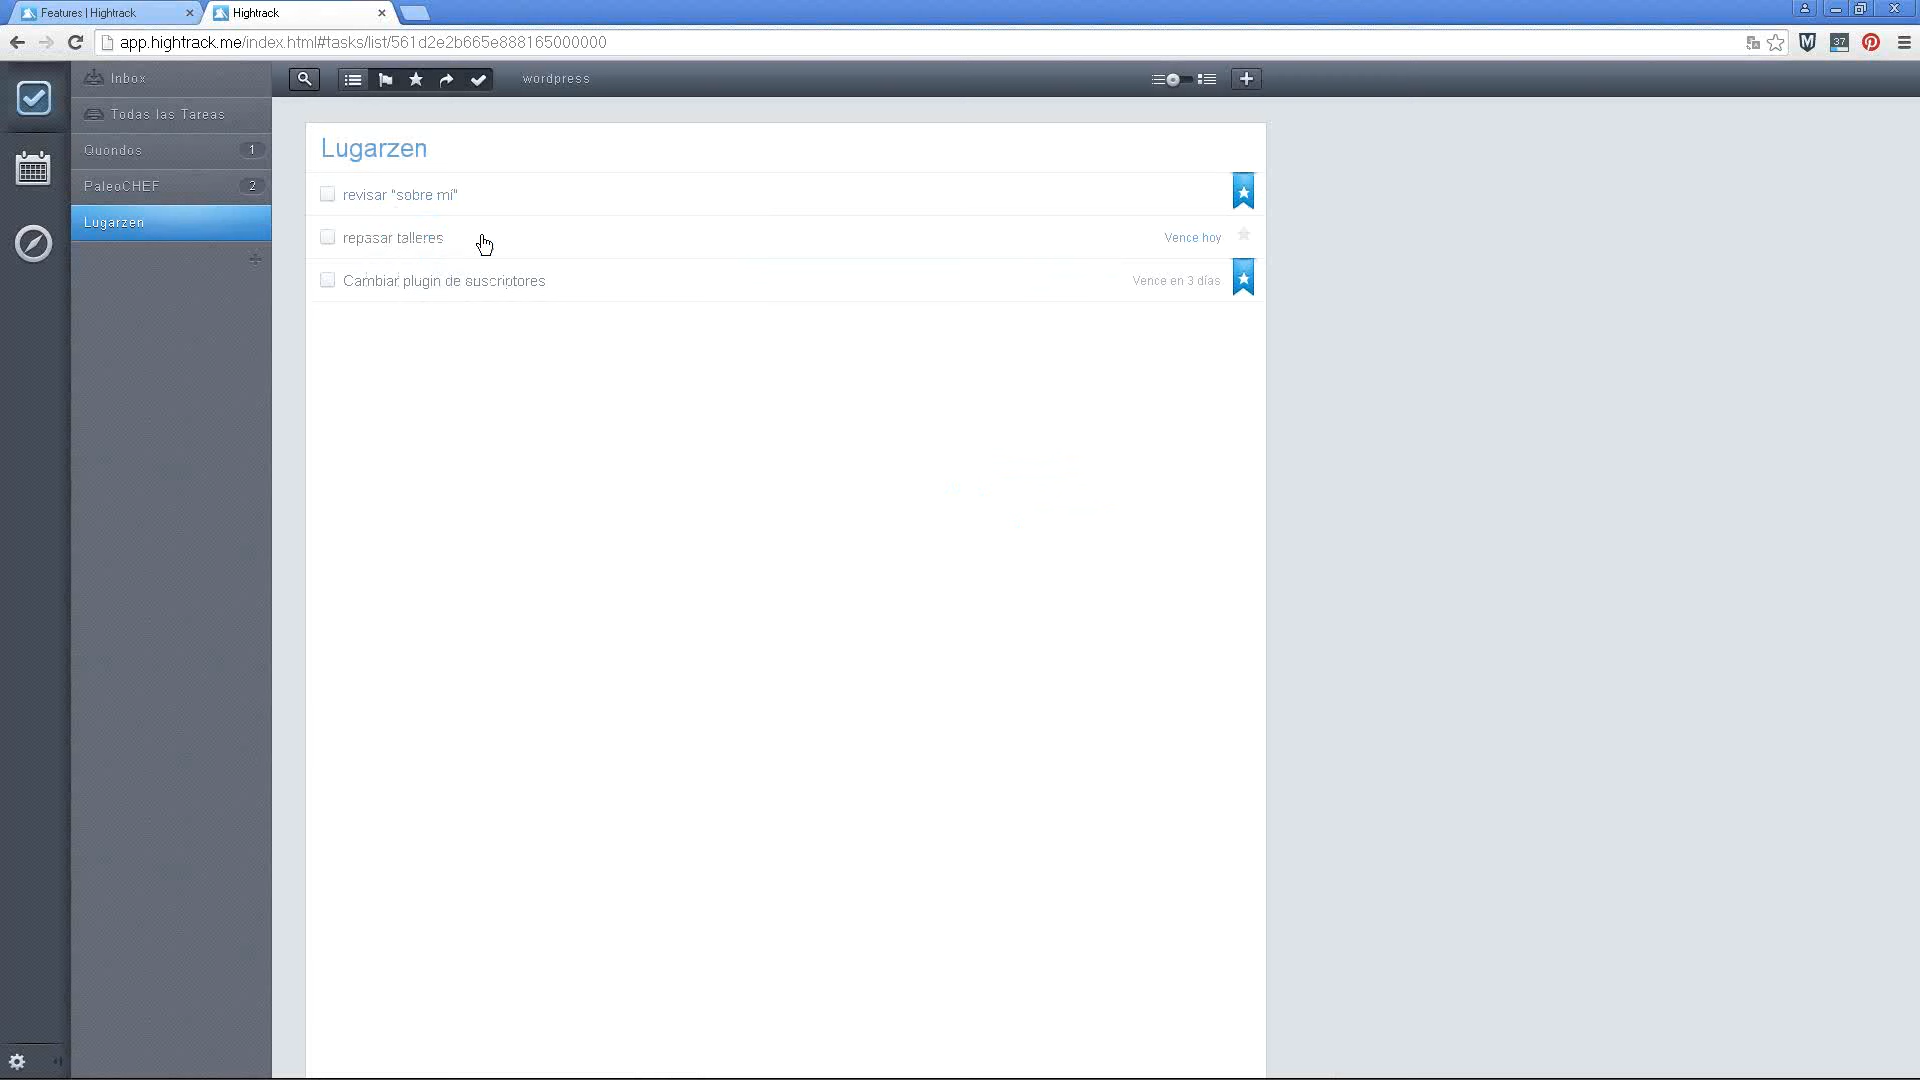 Features | Hightrack
Hightrack
app.hightrack.me/index.html#tasks/list/561d2e2b665e888165000000
37
Inbox
Todas las Tareas
Quondos 1
PaleoCHEF 2
Lugarzen
wordpress
Lugarzen
revisar "sobre mí"
repasar talleres Vence hoy
Cambiar plugin de suscriptores Vence en 3 días